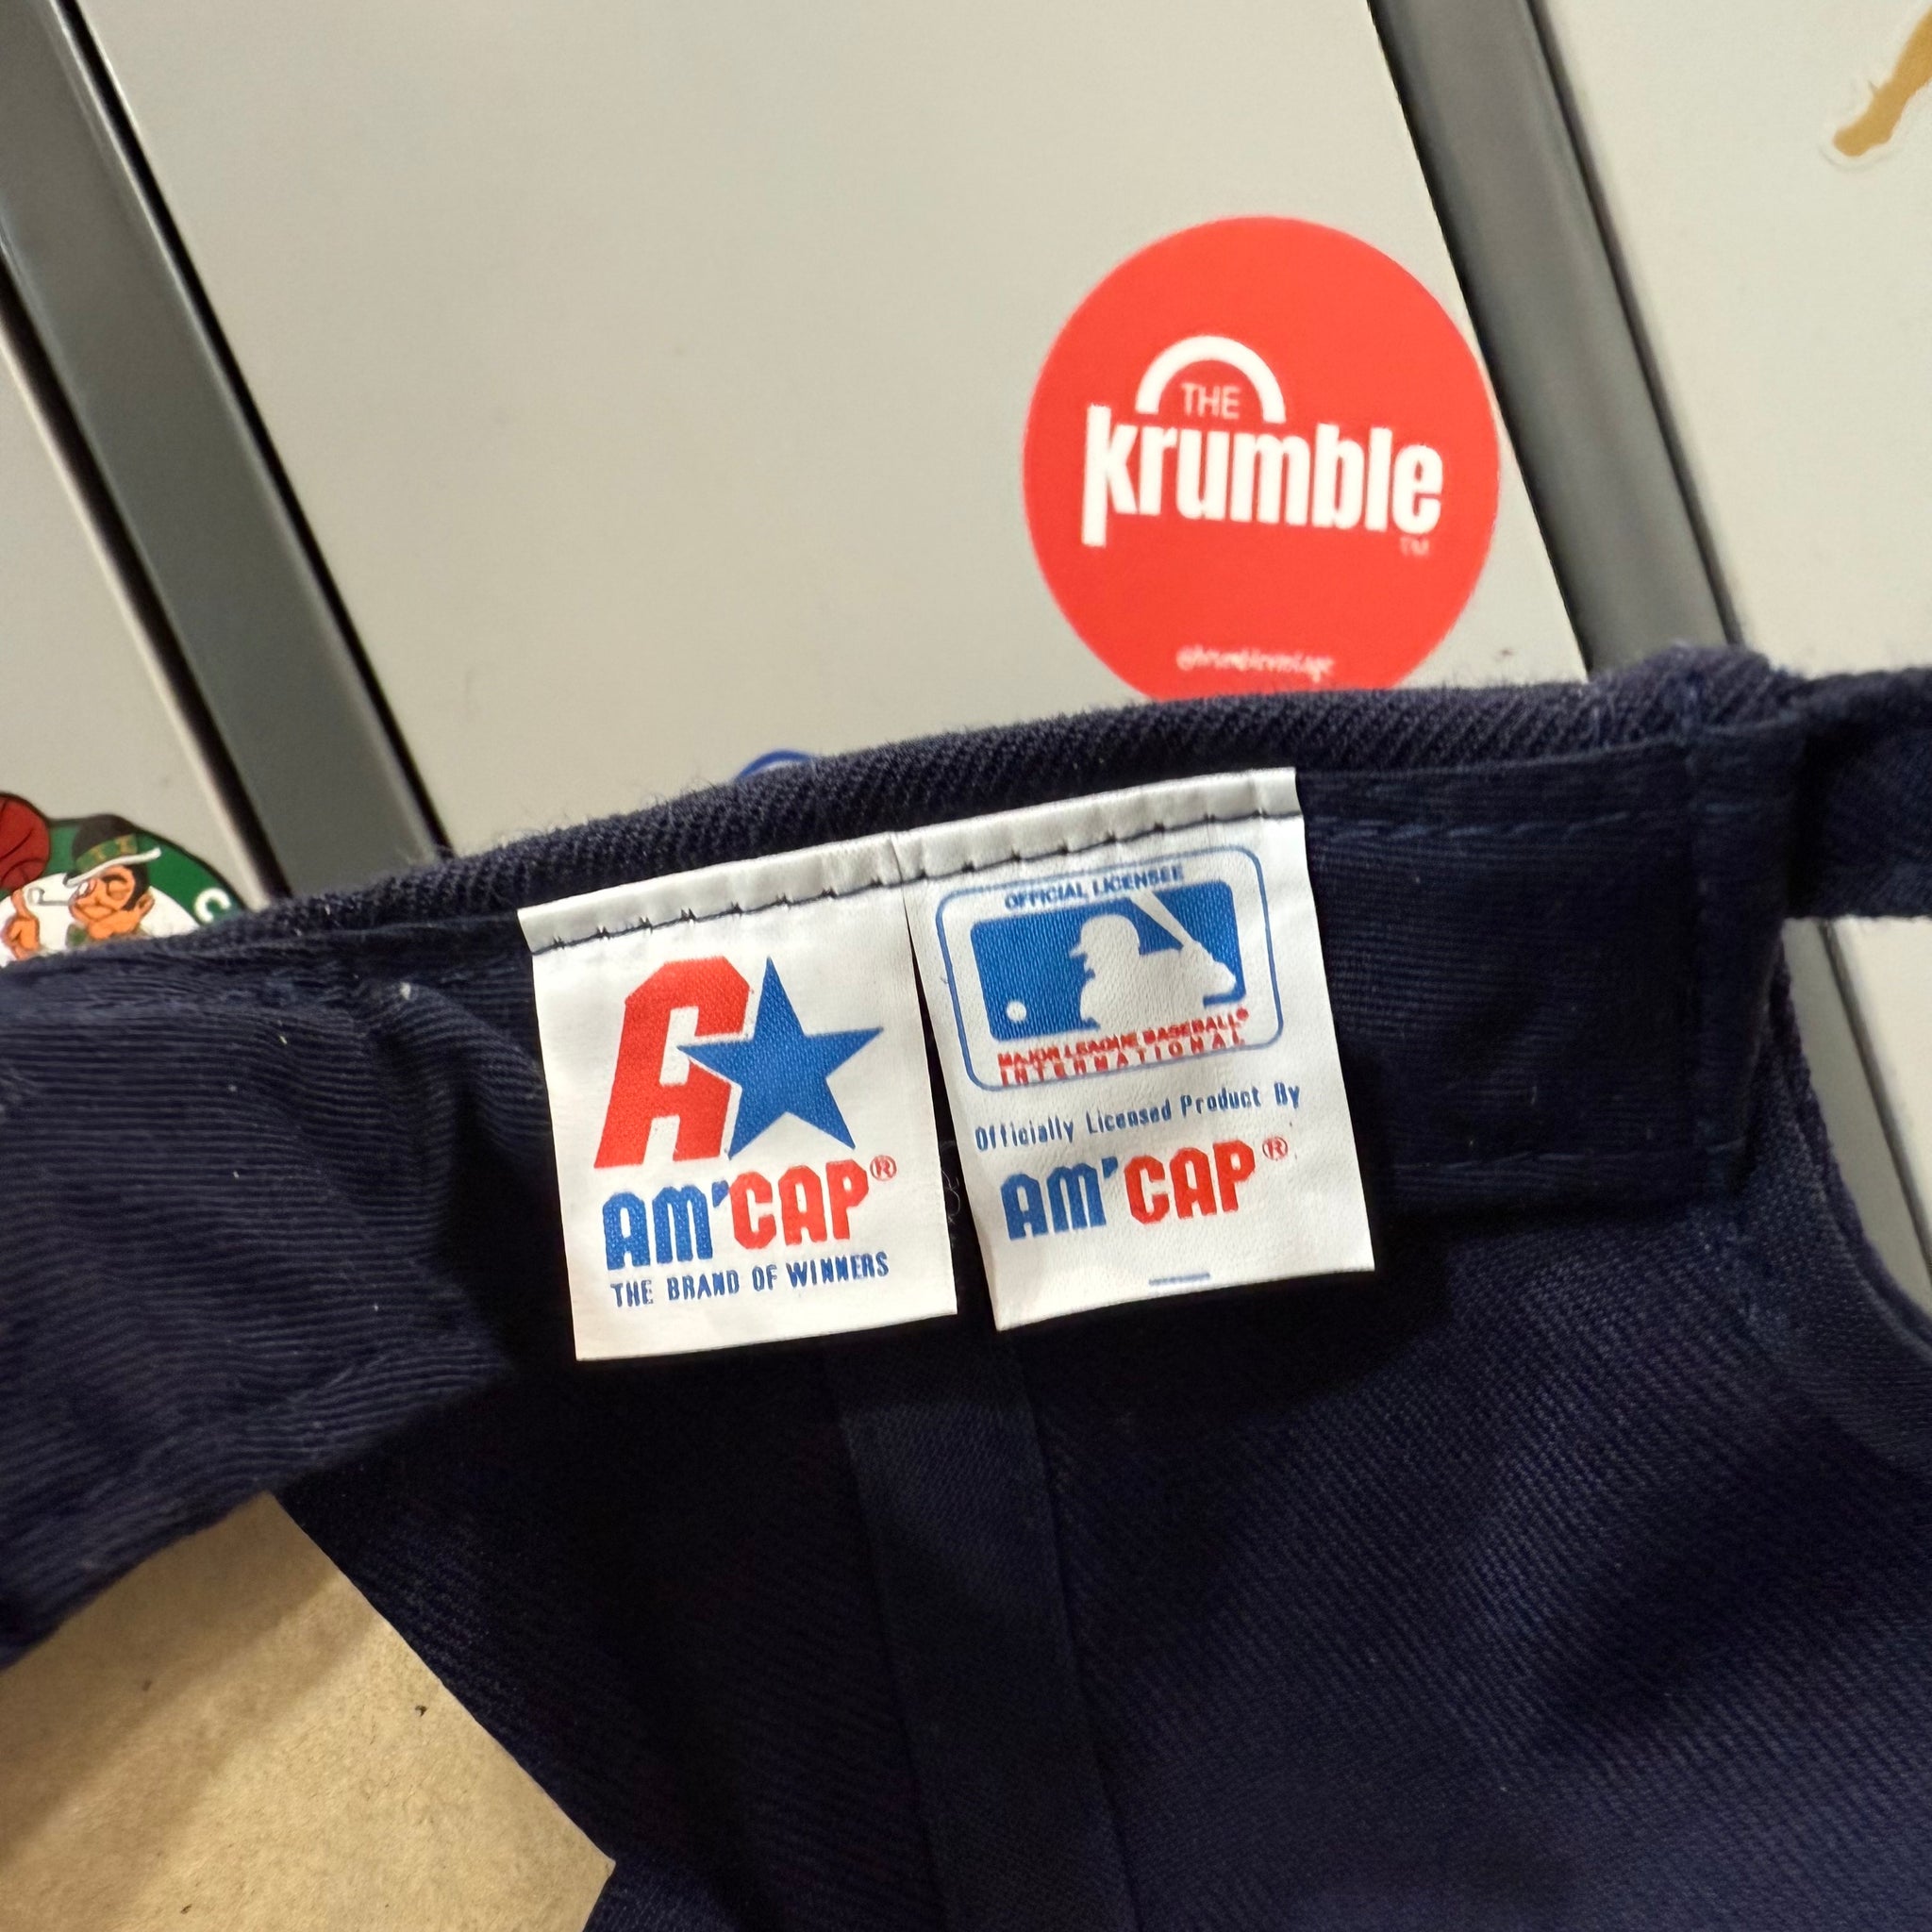 THE
krumble
TM
@krumblevintage
C
AM'CAP®
THE BRAND OF WINNERS
OFFICIAL LICENSEE
MAJOR LEAGUE BASEBALL®
INTERNATIONAL
Officially Licensed Product By
AM'CAP®